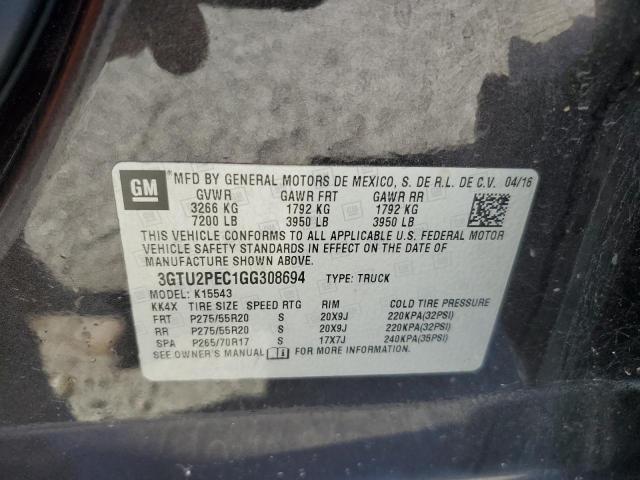 GM
MFD BY GENERAL MOTORS DE MEXICO, S. DE R.L. DE C.V. 04/16
GVWR GAWR FRT GAWR RR
3266 KG 1792 KG 1792 KG
7200 LB 3950 LB 3950 LB
THIS VEHICLE CONFORMS TO ALL APPLICABLE U.S. FEDERAL MOTOR
VEHICLE SAFETY STANDARDS IN EFFECT ON THE DATE OF
MANUFACTURE SHOWN ABOVE.
3GTU2PEC1GG308694 TYPE: TRUCK
MODEL: K15543
KK4X TIRE SIZE SPEED RTG RIM COLD TIRE PRESSURE
FRT P275/55R20 S 20X9J 220KPA(32PSI)
RR P275/55R20 S 20X9J 220KPA(32PSI)
SPA P265/70R17 S 17X7J 240KPA(35PSI)
SEE OWNER'S MANUAL FOR MORE INFORMATION